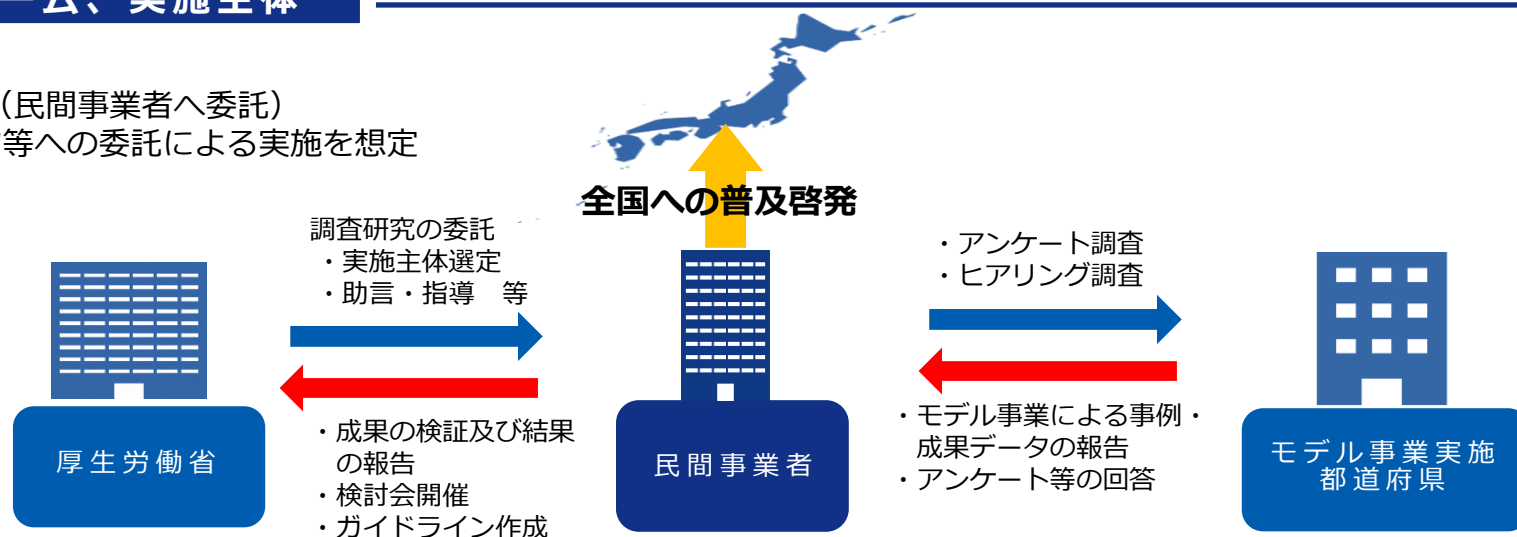 ーム、実施主体
（民間事業者へ委託）
等への委託による実施を想定
全国への普及啓発
調査研究の委託
・実施主体選定
・助言・指導　等
・アンケート調査
・ヒアリング調査
・成果の検証及び結果
の報告
・検討会開催
・ガイドライン作成
・モデル事業による事例・
成果データの報告
・アンケート等の回答
厚生労働省
民間事業者
モデル事業実施
都道府県